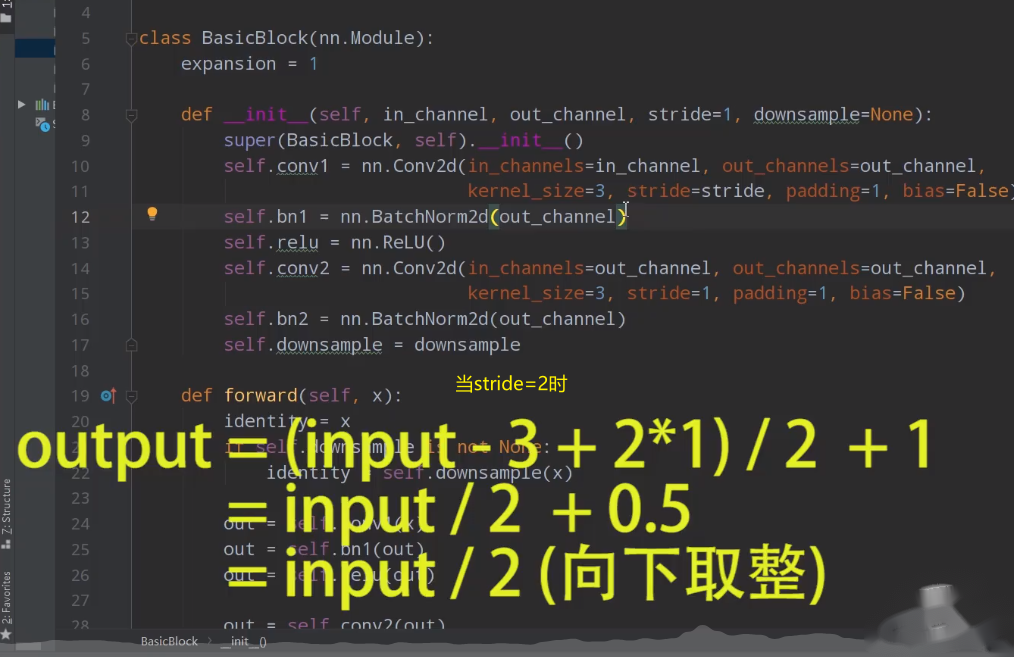 4
5 class BasicBlock(nn.Module):
6 expansion = 1
7
8 def __init__(self, in_channel, out_channel, stride=1, downsample=None):
9 super(BasicBlock, self).__init__()
10 self.conv1 = nn.Conv2d(in_channels=in_channel, out_channels=out_channel,
11 kernel_size=3, stride=stride, padding=1, bias=False)
12 self.bn1 = nn.BatchNorm2d(out_channel)
13 self.relu = nn.ReLU()
14 self.conv2 = nn.Conv2d(in_channels=out_channel, out_channels=out_channel,
15 kernel_size=3, stride=1, padding=1, bias=False)
16 self.bn2 = nn.BatchNorm2d(out_channel)
17 self.downsample = downsample
18
当stride=2时
19 def forward(self, x):
20 identity = x
output = (input - 3 + 2*1) / 2 + 1
if self.downsample is not None:
22 identity = self.downsample(x)
23
= input / 2 + 0.5
24 out = self.conv1(x)
25 out = self.bn1(out)
= input / 2 (向下取整)
26 out = self.relu(out)
27
28 out = self.conv2(out)
BasicBlock __init__()
Z: Structure
2: Favorites